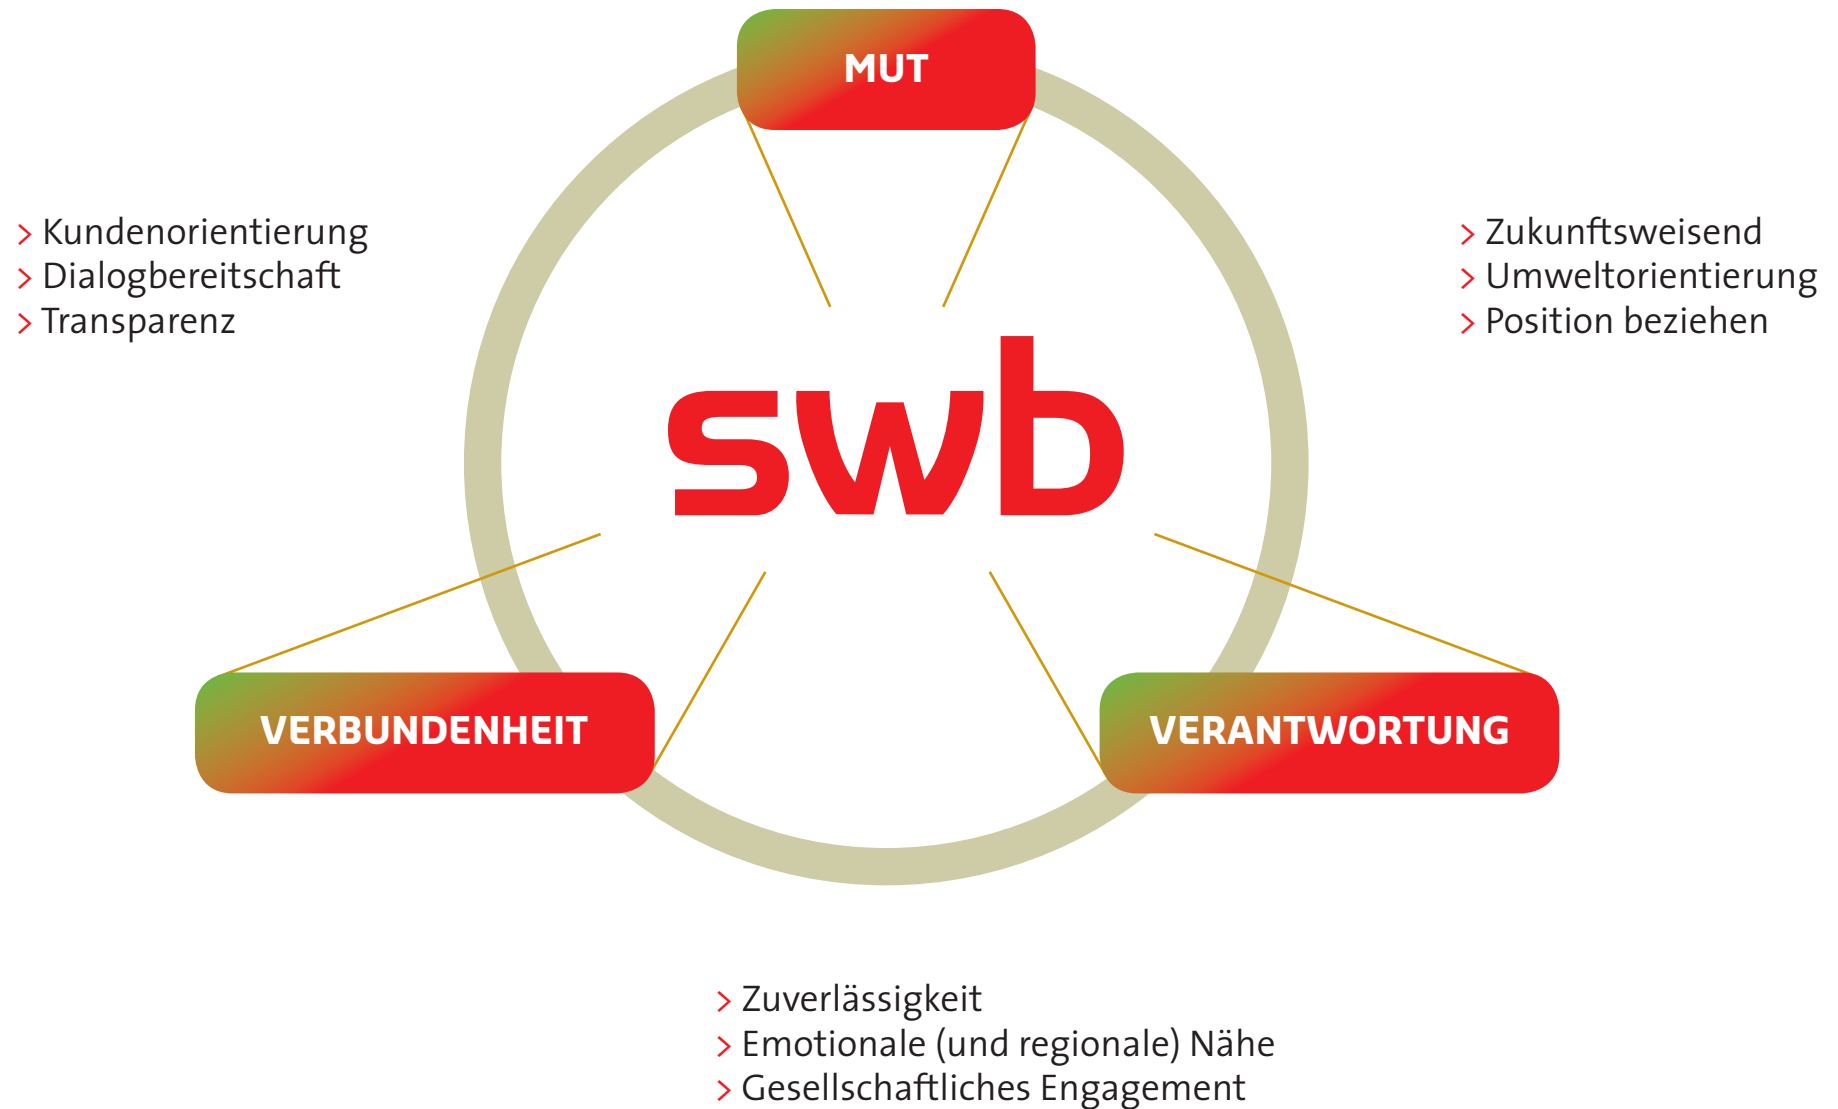 MUT
> Kundenorientierung
> Dialogbereitschaft
> Transparenz
> Zukunftsweisend
> Umweltorientierung
> Position beziehen
swb
VERBUNDENHEIT
VERANTWORTUNG
> Zuverlässigkeit
> Emotionale (und regionale) Nähe
> Gesellschaftliches Engagement